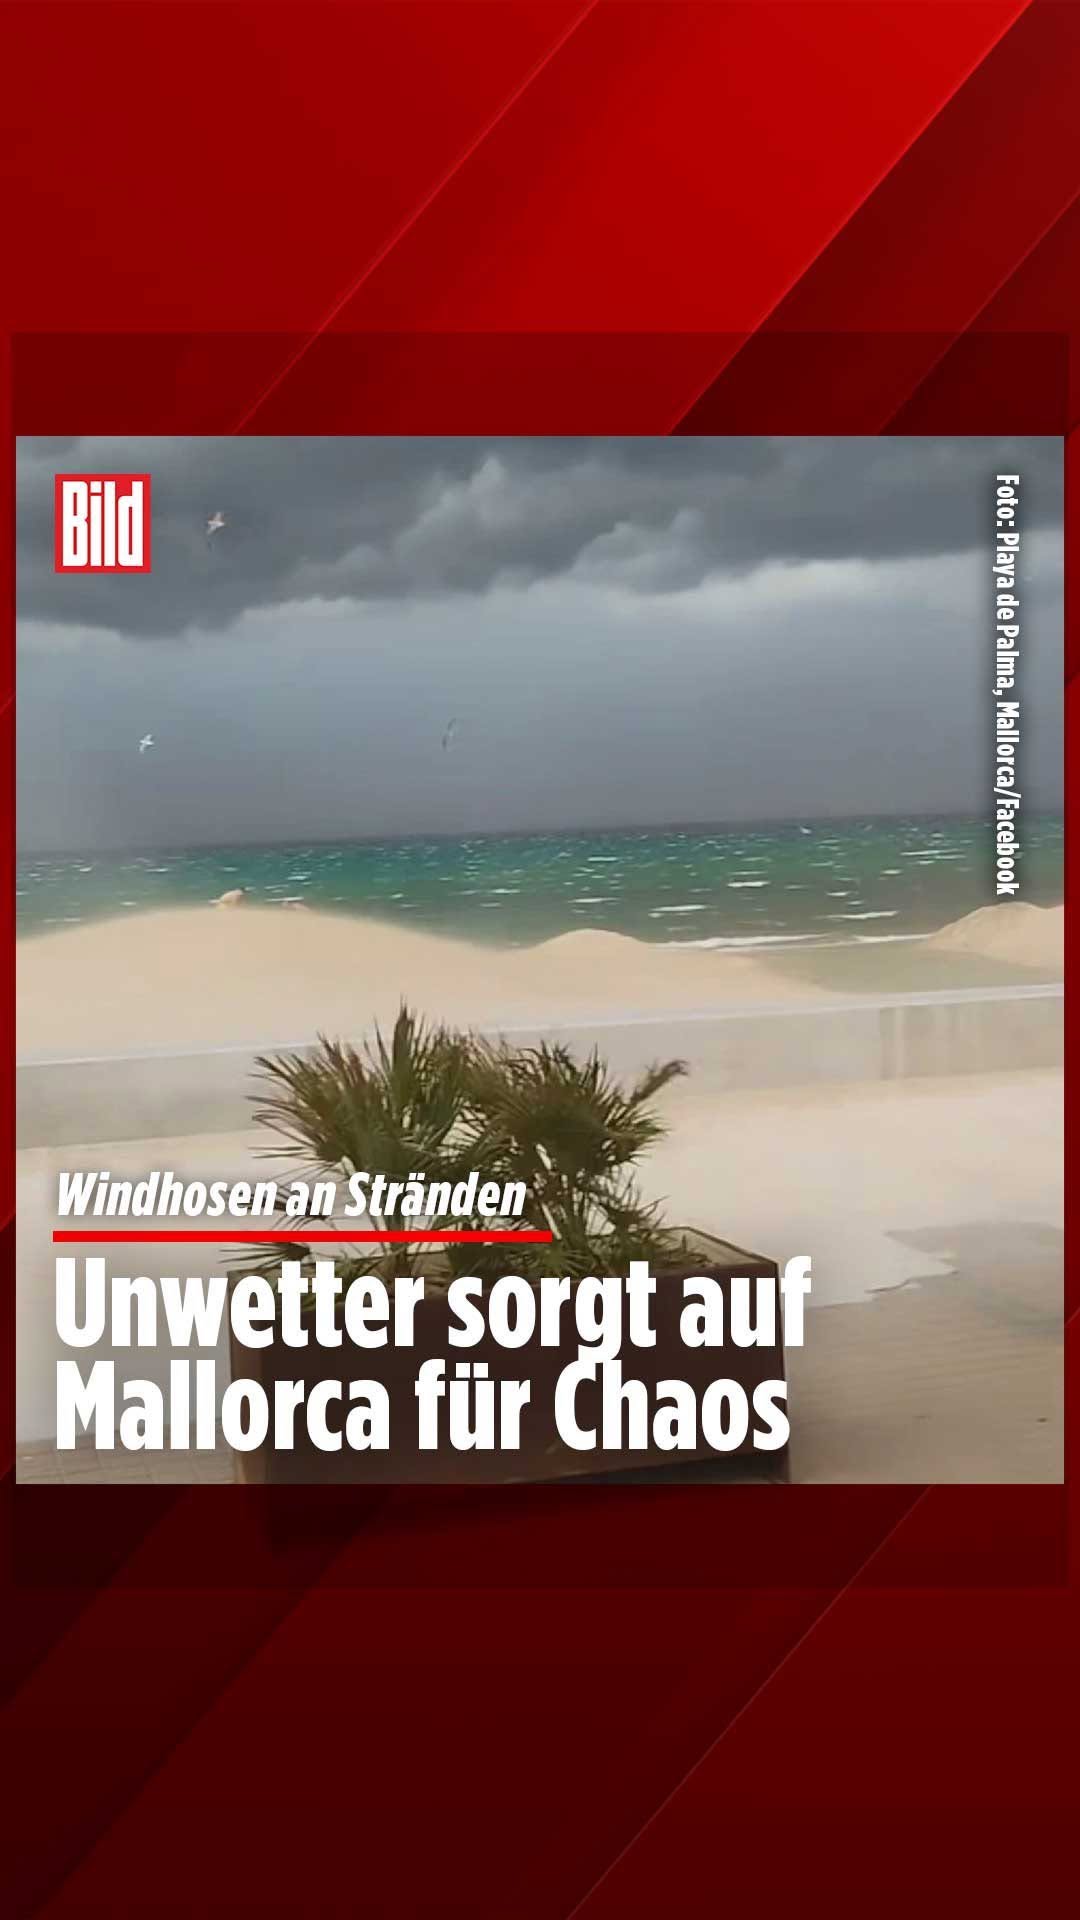 Bild
Foto: Playa de Palma, Mallorca/Facebook
Windhosen an Stränden
Unwetter sorgt auf
Mallorca für Chaos